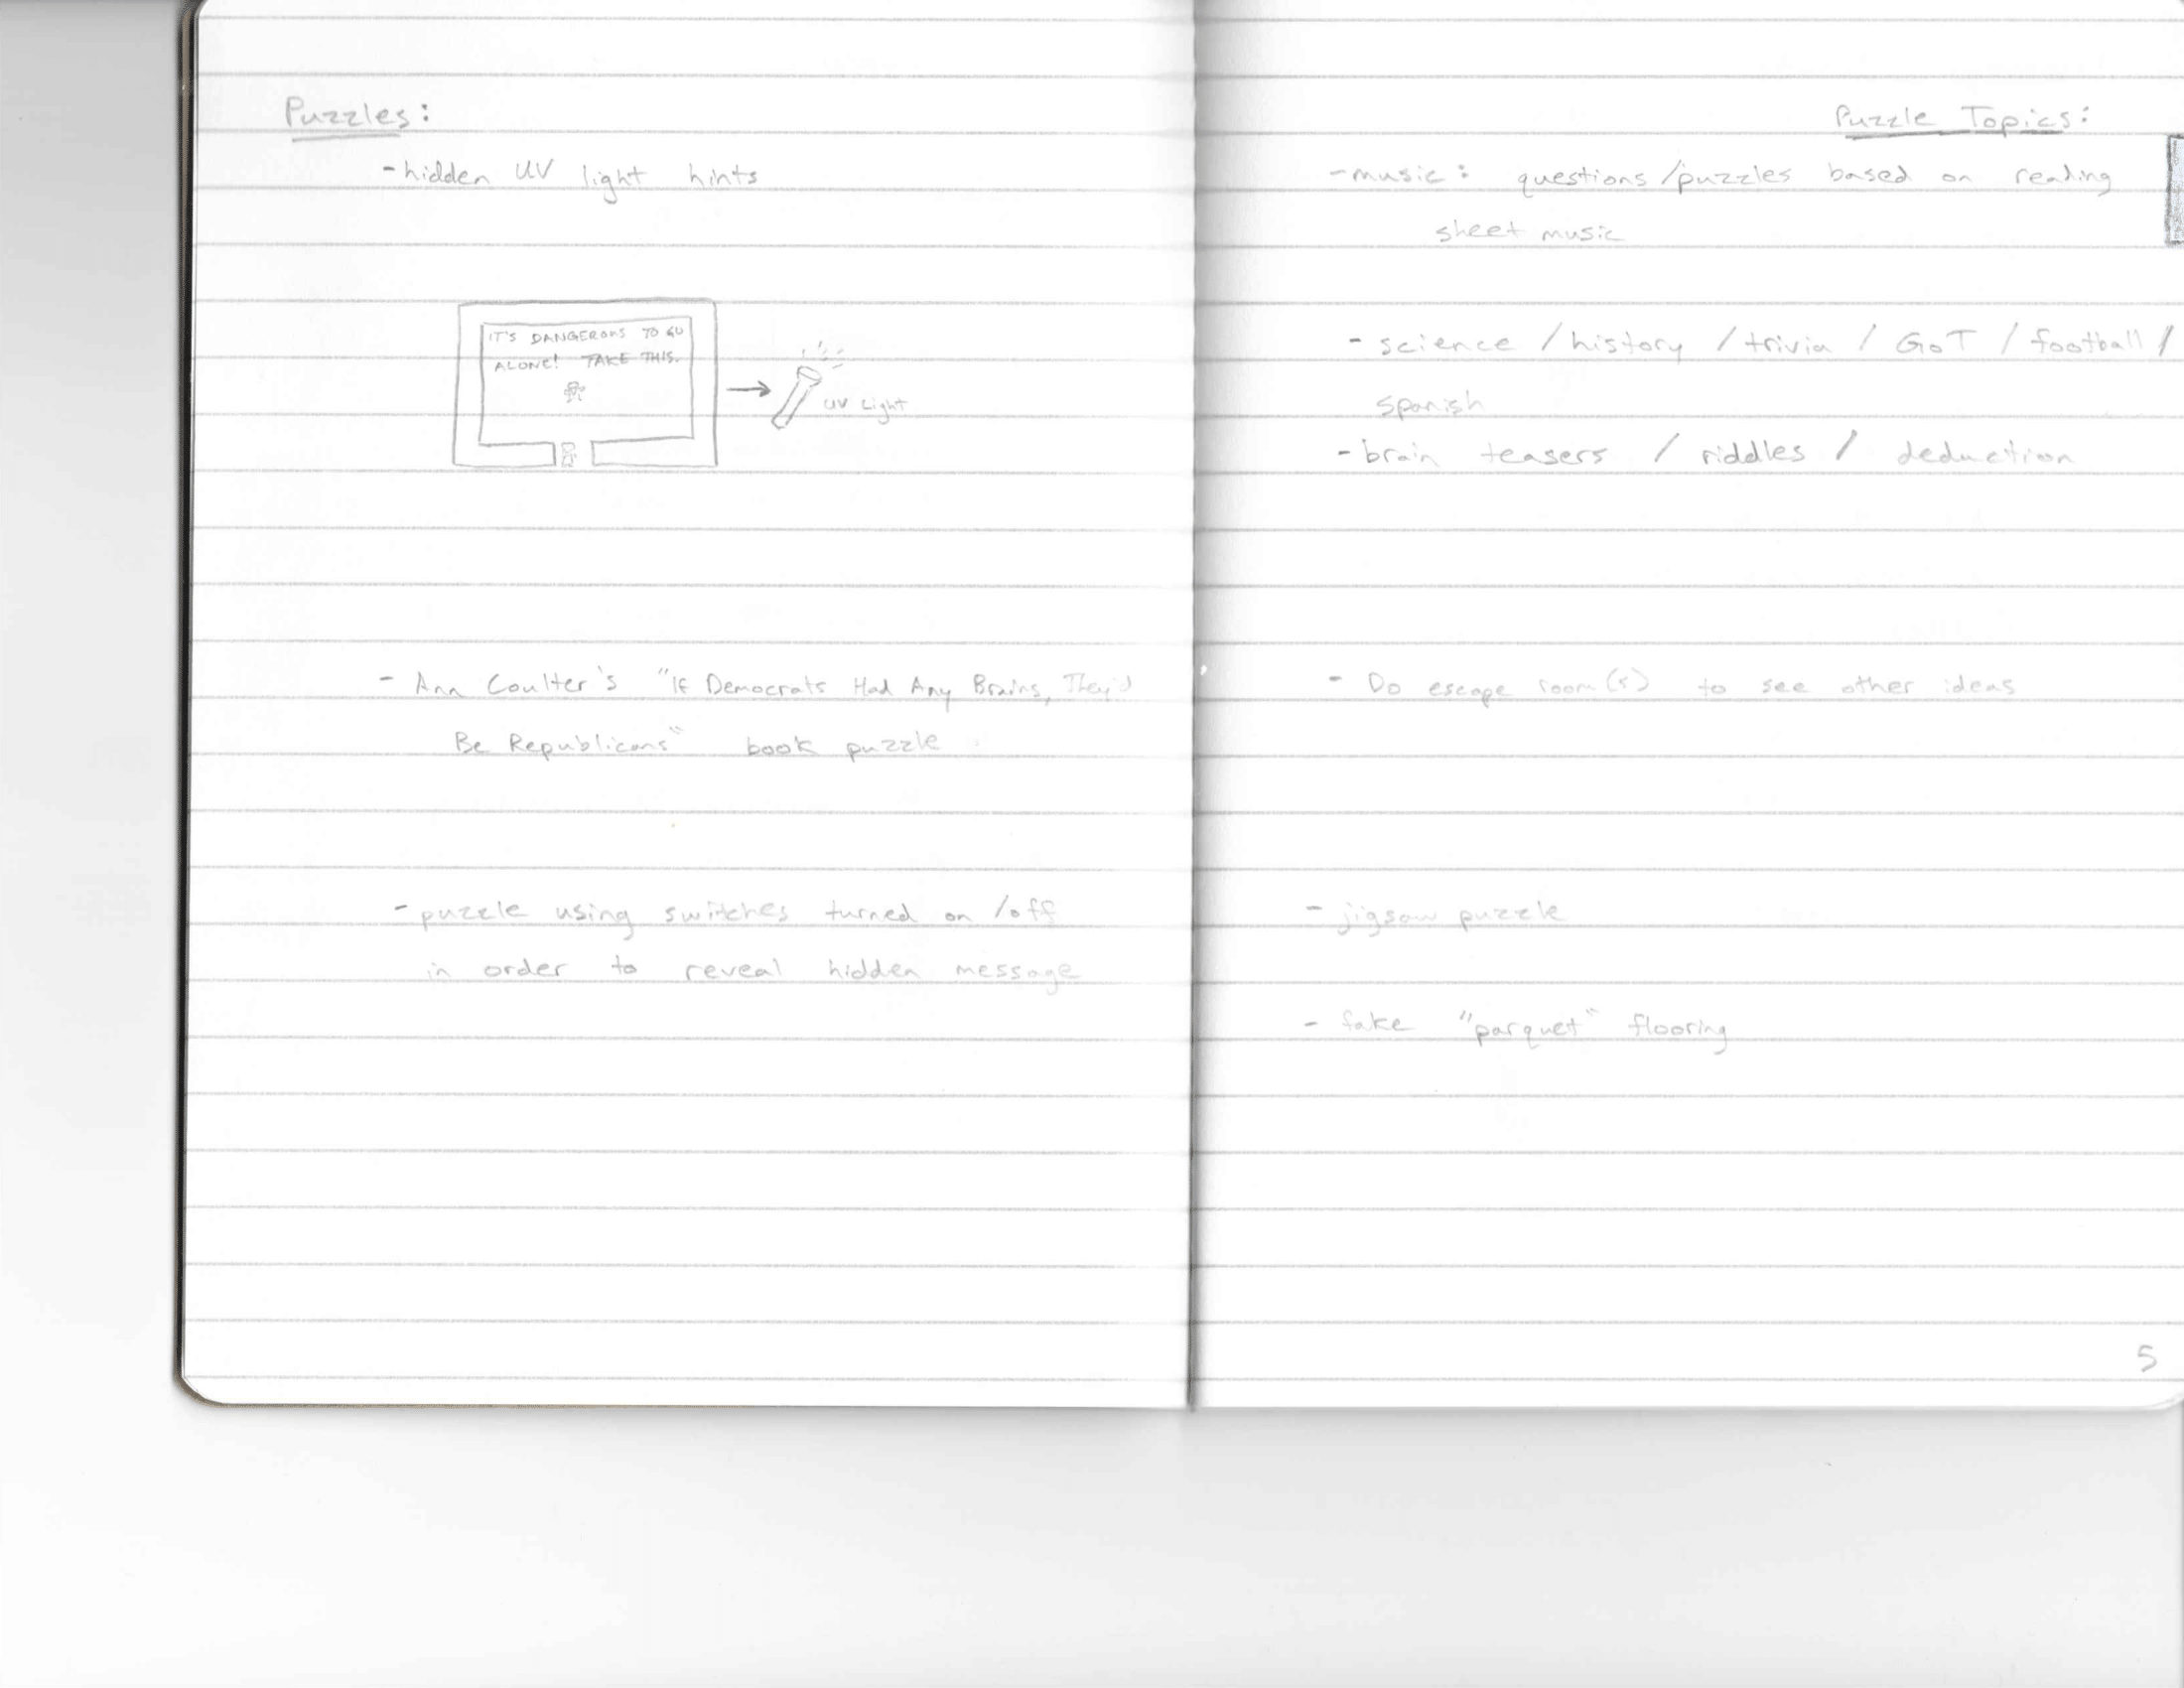 Puzzles:
-hidden UV light hints
IT'S DANGEROUS TO GO
ALONE! TAKE THIS.
UV Light
- Ann Coulter's "If Democrats Had Any Brains, They'd
Be Republicans" book puzzle
- puzzle using switches turned on /off
in order to reveal hidden message
Puzzle Topics:
-music: questions/puzzles based on reading
sheet music
- science / history / trivia / GoT / football /
spanish
- brain teasers / riddles / deduction
- Do escape room(s) to see other ideas
- jigsaw puzzle
- fake "parquet" flooring
5